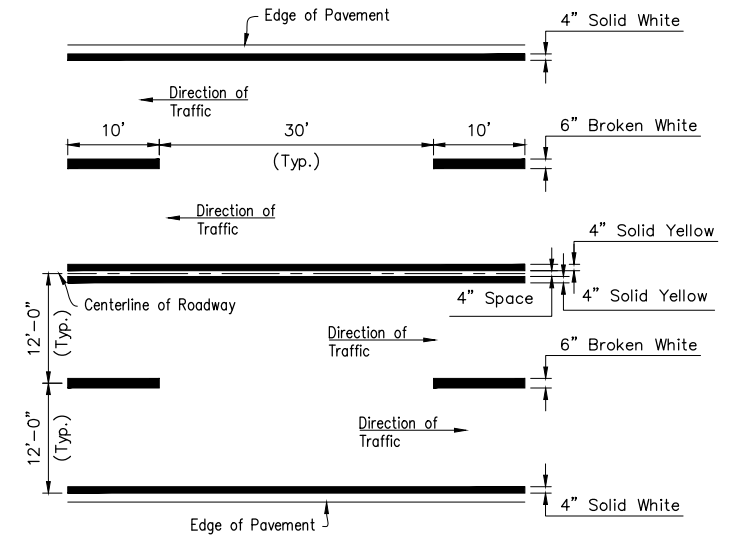 Edge of Pavement
4” Solid White
Direction of
Traffic
10’
30’
10’
6” Broken White
(Typ.)
Direction of
Traffic
4” Solid Yellow
4” Space
4” Solid Yellow
Centerline of Roadway
12’-0”
(Typ.)
Direction of
Traffic
6” Broken White
12’-0”
(Typ.)
Direction of
Traffic
4” Solid White
Edge of Pavement